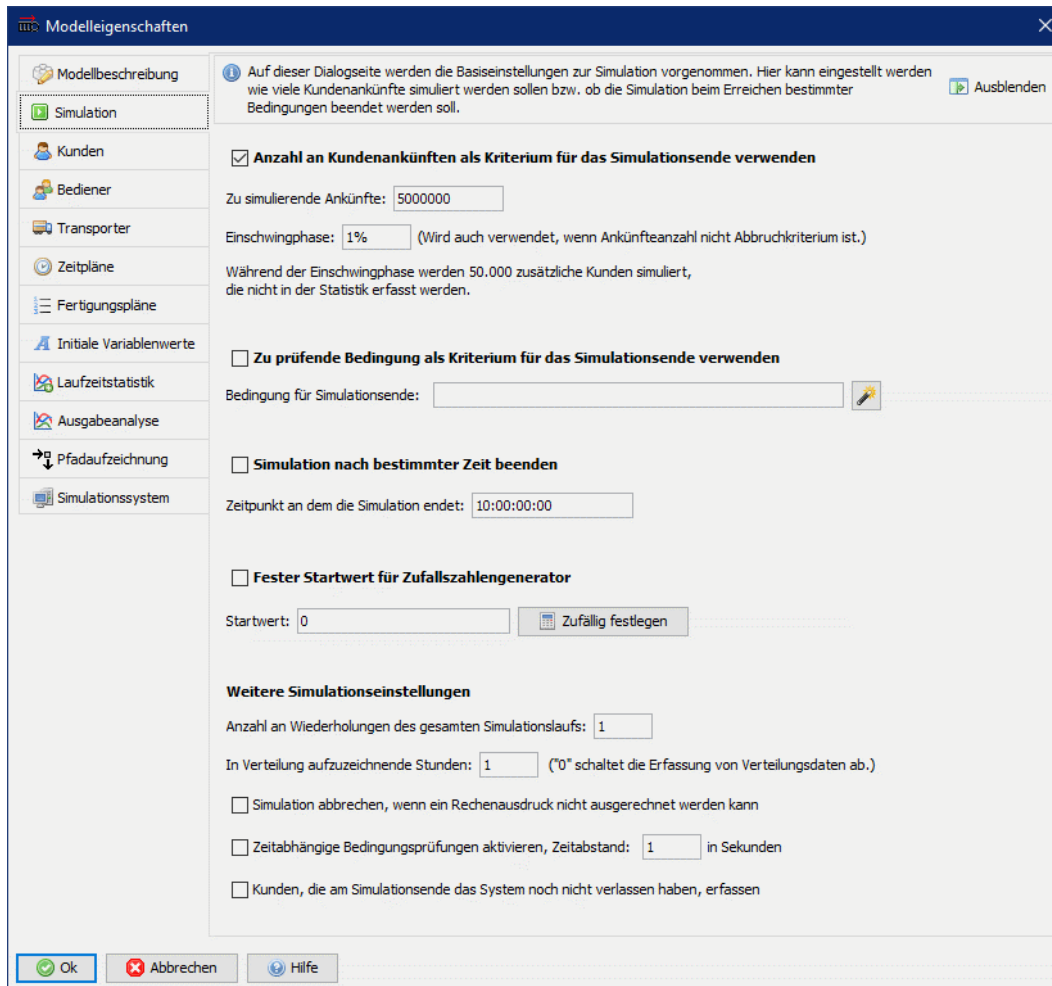 Modelleigenschaften
Modellbeschreibung
Simulation
Kunden
Bediener
Transporter
Zeitpläne
Fertigungspläne
Initiale Variablenwerte
Laufzeitstatistik
Ausgabeanalyse
Pfadaufzeichnung
Simulationssystem
Auf dieser Dialogseite werden die Basiseinstellungen zur Simulation vorgenommen. Hier kann eingestellt werden
wie viele Kundenankünfte simuliert werden sollen bzw. ob die Simulation beim Erreichen bestimmter
Bedingungen beendet werden soll.
Ausblenden
Anzahl an Kundenankünften als Kriterium für das Simulationsende verwenden
Zu simulierende Ankünfte: 5000000
Einschwingphase: 1% (Wird auch verwendet, wenn Ankünfteanzahl nicht Abbruchkriterium ist.)
Während der Einschwingphase werden 50.000 zusätzliche Kunden simuliert,
die nicht in der Statistik erfasst werden.
Zu prüfende Bedingung als Kriterium für das Simulationsende verwenden
Bedingung für Simulationsende:
Simulation nach bestimmter Zeit beenden
Zeitpunkt an dem die Simulation endet: 10:00:00:00
Fester Startwert für Zufallszahlengenerator
Startwert: 0 Zufällig festlegen
Weitere Simulationseinstellungen
Anzahl an Wiederholungen des gesamten Simulationslaufs: 1
In Verteilung aufzuzeichnende Stunden: 1 ("0" schaltet die Erfassung von Verteilungsdaten ab.)
Simulation abbrechen, wenn ein Rechenausdruck nicht ausgerechnet werden kann
Zeitabhängige Bedingungsprüfungen aktivieren, Zeitabstand: 1 in Sekunden
Kunden, die am Simulationsende das System noch nicht verlassen haben, erfassen
Ok Abbrechen Hilfe